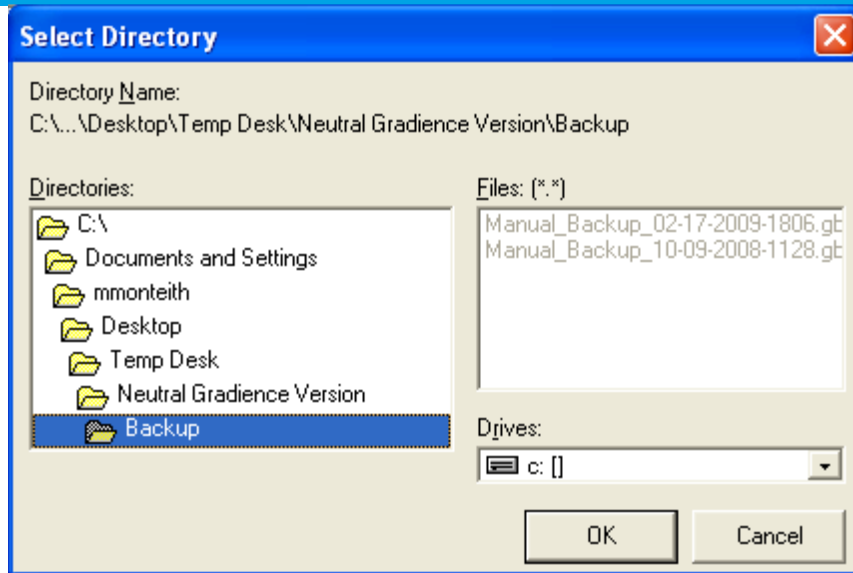 Select Directory
Directory Name:
C:\...\Desktop\Temp Desk\Neutral Gradience Version\Backup
Directories:
C:\
Documents and Settings
mmonteith
Desktop
Temp Desk
Neutral Gradience Version
Backup
Files: (*.*)
Manual_Backup_02-17-2009-1806.gb
Manual_Backup_10-09-2008-1128.gb
Drives:
c: []
OK
Cancel